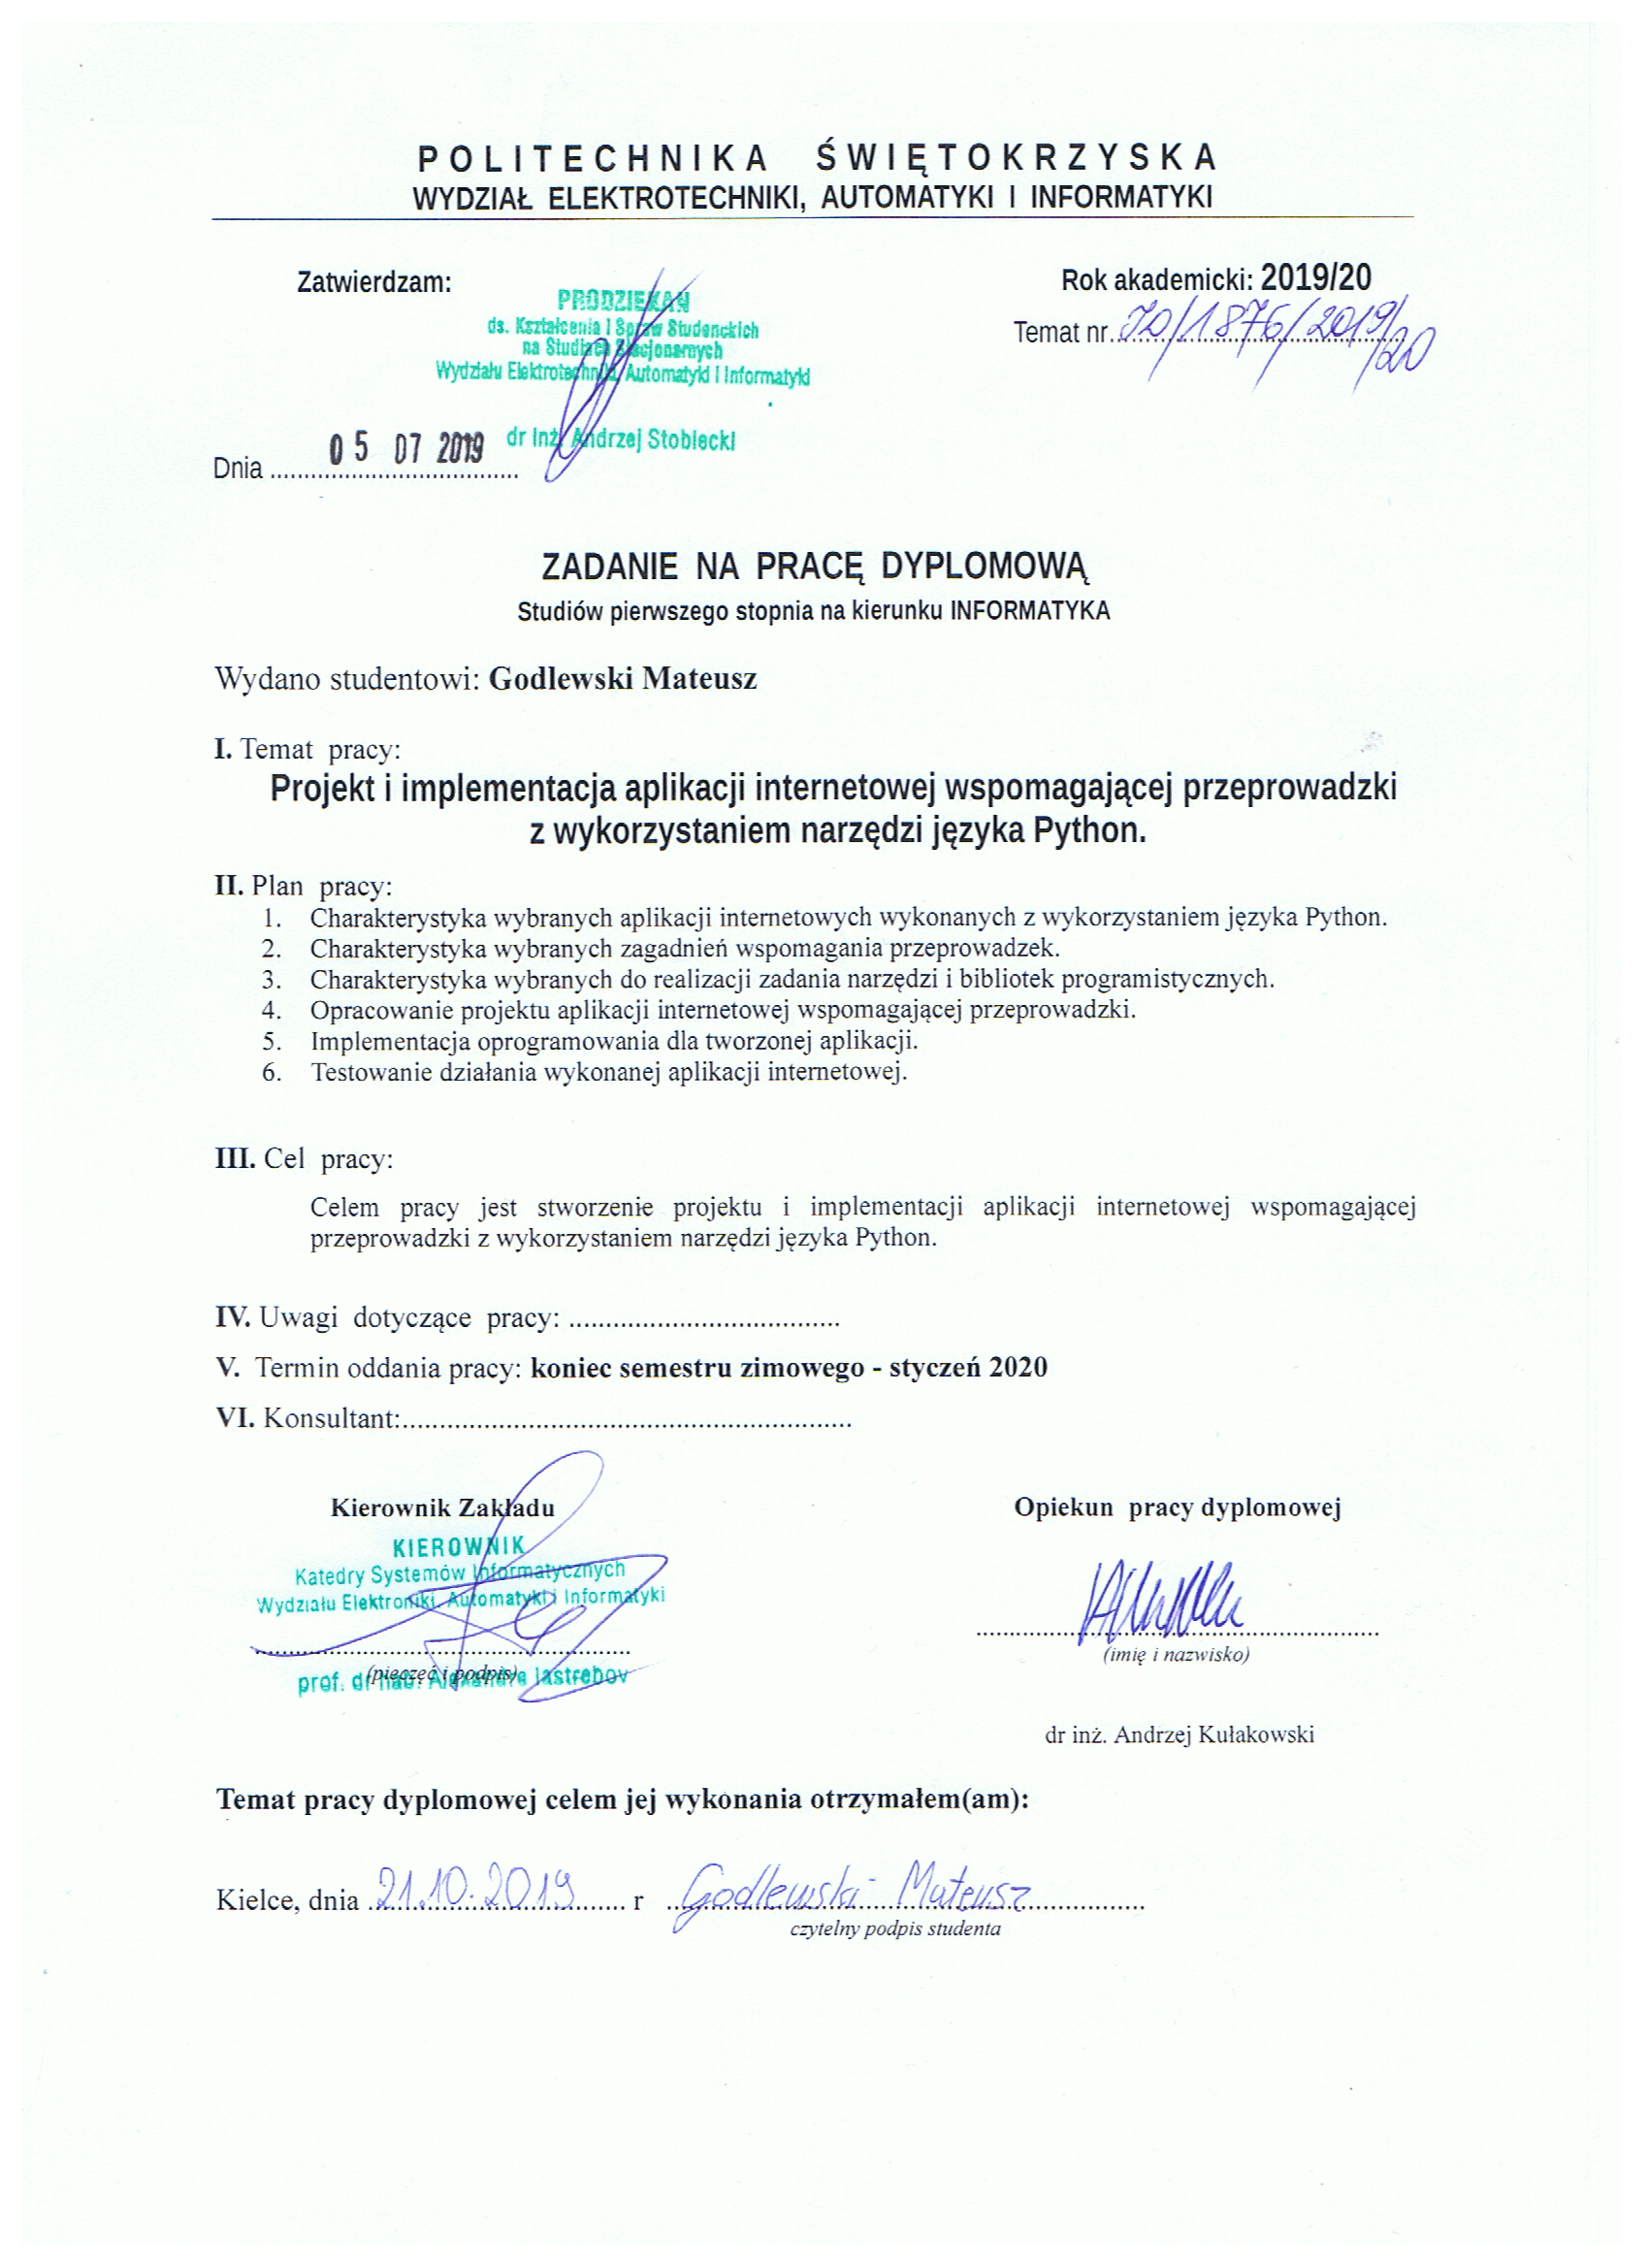 POLITECHNIKA ŚWIĘTOKRZYSKA
WYDZIAŁ ELEKTROTECHNIKI, AUTOMATYKI I INFORMATYKI
Zatwierdzam:
Rok akademicki: 2019/20
PRODZIEKAN
ds. Kształcenia i Spraw Studenckich
na Studiach Stacjonarnych
Wydziału Elektrotechniki, Automatyki i Informatyki
Temat nr. /1876/2019/20
dr inż. Andrzej Stobiecki
Dnia 05 07 2019
ZADANIE NA PRACĘ DYPLOMOWĄ
Studiów pierwszego stopnia na kierunku INFORMATYKA
Wydano studentowi: Godlewski Mateusz
I. Temat pracy:
Projekt i implementacja aplikacji internetowej wspomagającej przeprowadzki
z wykorzystaniem narzędzi języka Python.
II. Plan pracy:
1. Charakterystyka wybranych aplikacji internetowych wykonanych z wykorzystaniem języka Python.
2. Charakterystyka wybranych zagadnień wspomagania przeprowadzek.
3. Charakterystyka wybranych do realizacji zadania narzędzi i bibliotek programistycznych.
4. Opracowanie projektu aplikacji internetowej wspomagającej przeprowadzki.
5. Implementacja oprogramowania dla tworzonej aplikacji.
6. Testowanie działania wykonanej aplikacji internetowej.
III. Cel pracy:
Celem pracy jest stworzenie projektu i implementacji aplikacji internetowej wspomagającej
przeprowadzki z wykorzystaniem narzędzi języka Python.
IV. Uwagi dotyczące pracy: ....................................
V. Termin oddania pracy: koniec semestru zimowego - styczeń 2020
VI. Konsultant:............................................................
Kierownik Zakładu
Opiekun pracy dyplomowej
KIEROWNIK
Katedry Systemów Informatycznych
Wydziału Elektroniki, Automatyki i Informatyki
(imię i nazwisko)
(pieczęć i podpis)
prof. dr hab. Alexandre Iastrebov
dr inż. Andrzej Kułakowski
Temat pracy dyplomowej celem jej wykonania otrzymałem(am):
Kielce, dnia 21.10.2019 r Godlewski Mateusz
czytelny podpis studenta